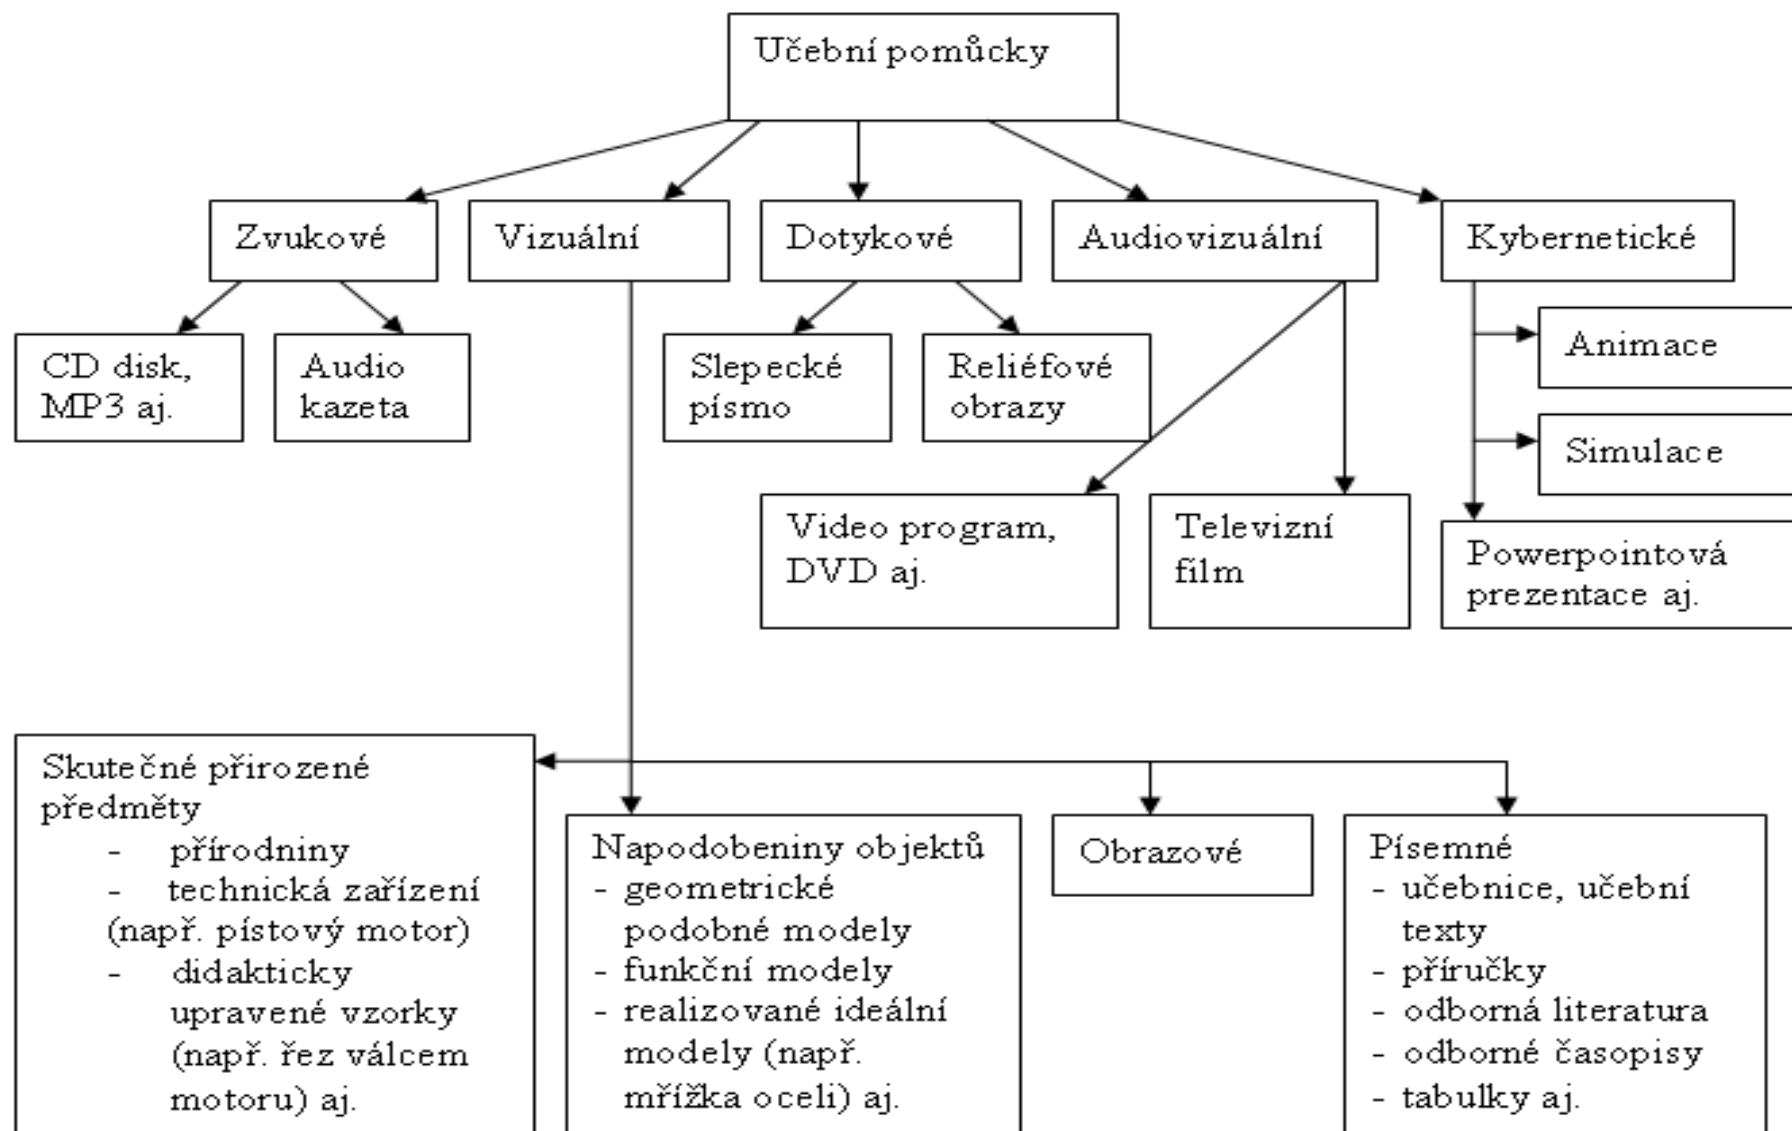 Učební pomůcky
Zvukové
Vizuální
Dotykové
Audiovizuální
Kybernetické
CD disk,
MP3 aj.
Audio
kazeta
Slepecké
písmo
Reliéfové
obrazy
Animace
Simulace
Video program,
DVD aj.
Televizní
film
Powerpointová
prezentace aj.
Skutečné přirozené
předměty
- přírodniny
- technická zařízení
(např. pístový motor)
- didakticky
upravené vzorky
(např. řez válcem
motoru) aj.
Napodobeniny objektů
- geometrické
podobné modely
- funkční modely
- realizované ideální
modely (např.
mřížka oceli) aj.
Obrazové
Písemné
- učebnice, učební
texty
- příručky
- odborná literatura
- odborné časopisy
- tabulky aj.